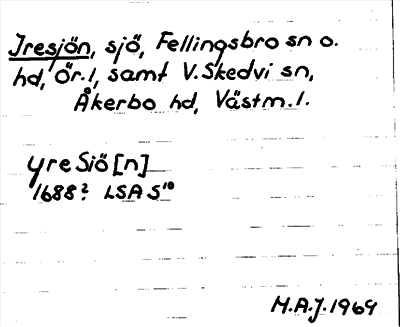 Iresjön, sjö, Fellingsbro sn o.
hd, Ör. l, samt V. Skedvi sn,
Åkerbo hd, Västm. l.
yre Siö [n]
1688? LSA S¹⁰
M.A.J. 1969